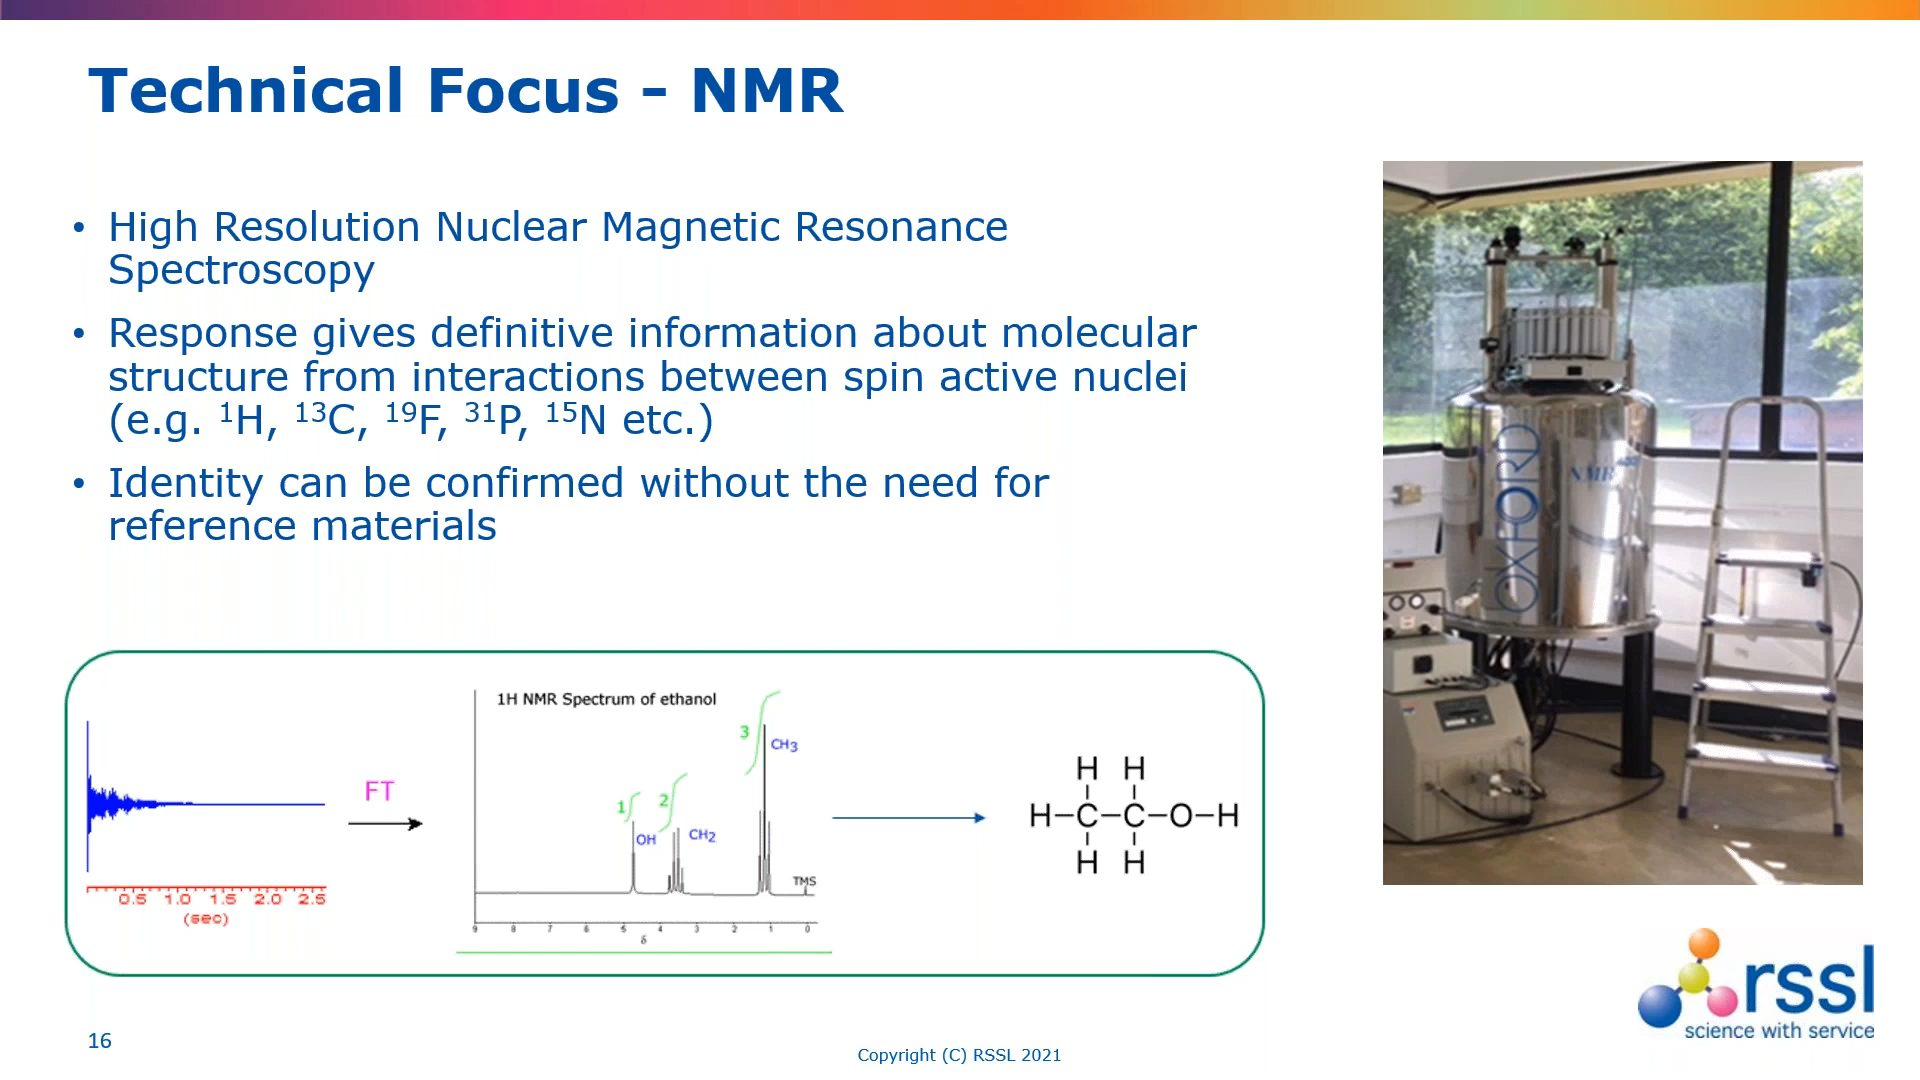 Technical Focus - NMR
• High Resolution Nuclear Magnetic Resonance
Spectroscopy
• Response gives definitive information about molecular
structure from interactions between spin active nuclei
(e.g. ¹H, ¹³C, ¹⁹F, ³¹P, ¹⁵N etc.)
• Identity can be confirmed without the need for
reference materials
OXFORD
NMR
1H NMR Spectrum of ethanol
3
CH₃
FT
1
2
OH
CH₂
TMS
0.5 1.0 1.5 2.0 2.5
(sec)
9 8 7 6 5 4 3 2 1 0
δ
H H
H-C-C-O-H
H H
rssl
science with service
16
Copyright (C) RSSL 2021